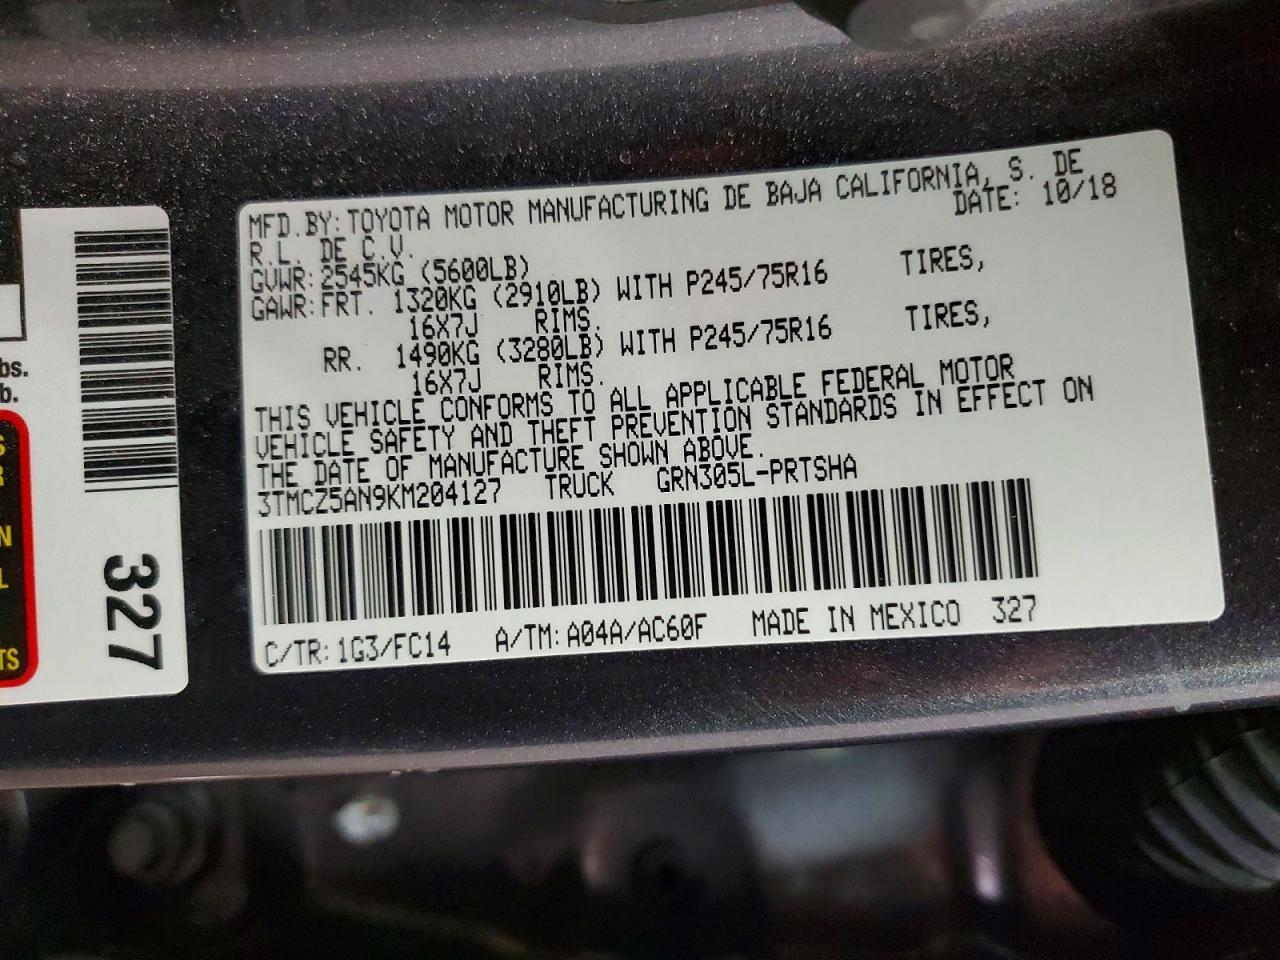 MFD.BY:TOYOTA MOTOR MANUFACTURING DE BAJA CALIFORNIA, S. DE
R.L. DE C.V. DATE: 10/18
GVWR:2545KG (5600LB)
GAWR:FRT. 1320KG (2910LB) WITH P245/75R16 TIRES,
16X7J RIMS.
RR. 1490KG (3280LB) WITH P245/75R16 TIRES,
16X7J RIMS.
THIS VEHICLE CONFORMS TO ALL APPLICABLE FEDERAL MOTOR
VEHICLE SAFETY AND THEFT PREVENTION STANDARDS IN EFFECT ON
THE DATE OF MANUFACTURE SHOWN ABOVE.
3TMCZ5AN9KM204127 TRUCK GRN305L-PRTSHA
C/TR:1G3/FC14 A/TM:A04A/AC60F MADE IN MEXICO 327
327